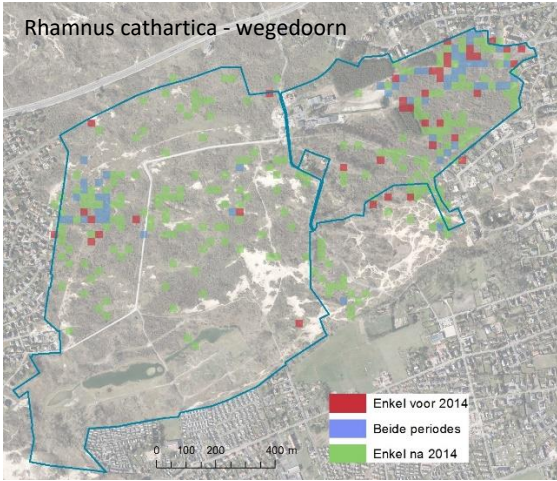 Rhamnus cathartica - wegedoorn
Enkel voor 2014
Beide periodes
Enkel na 2014
0 100 200 400 m